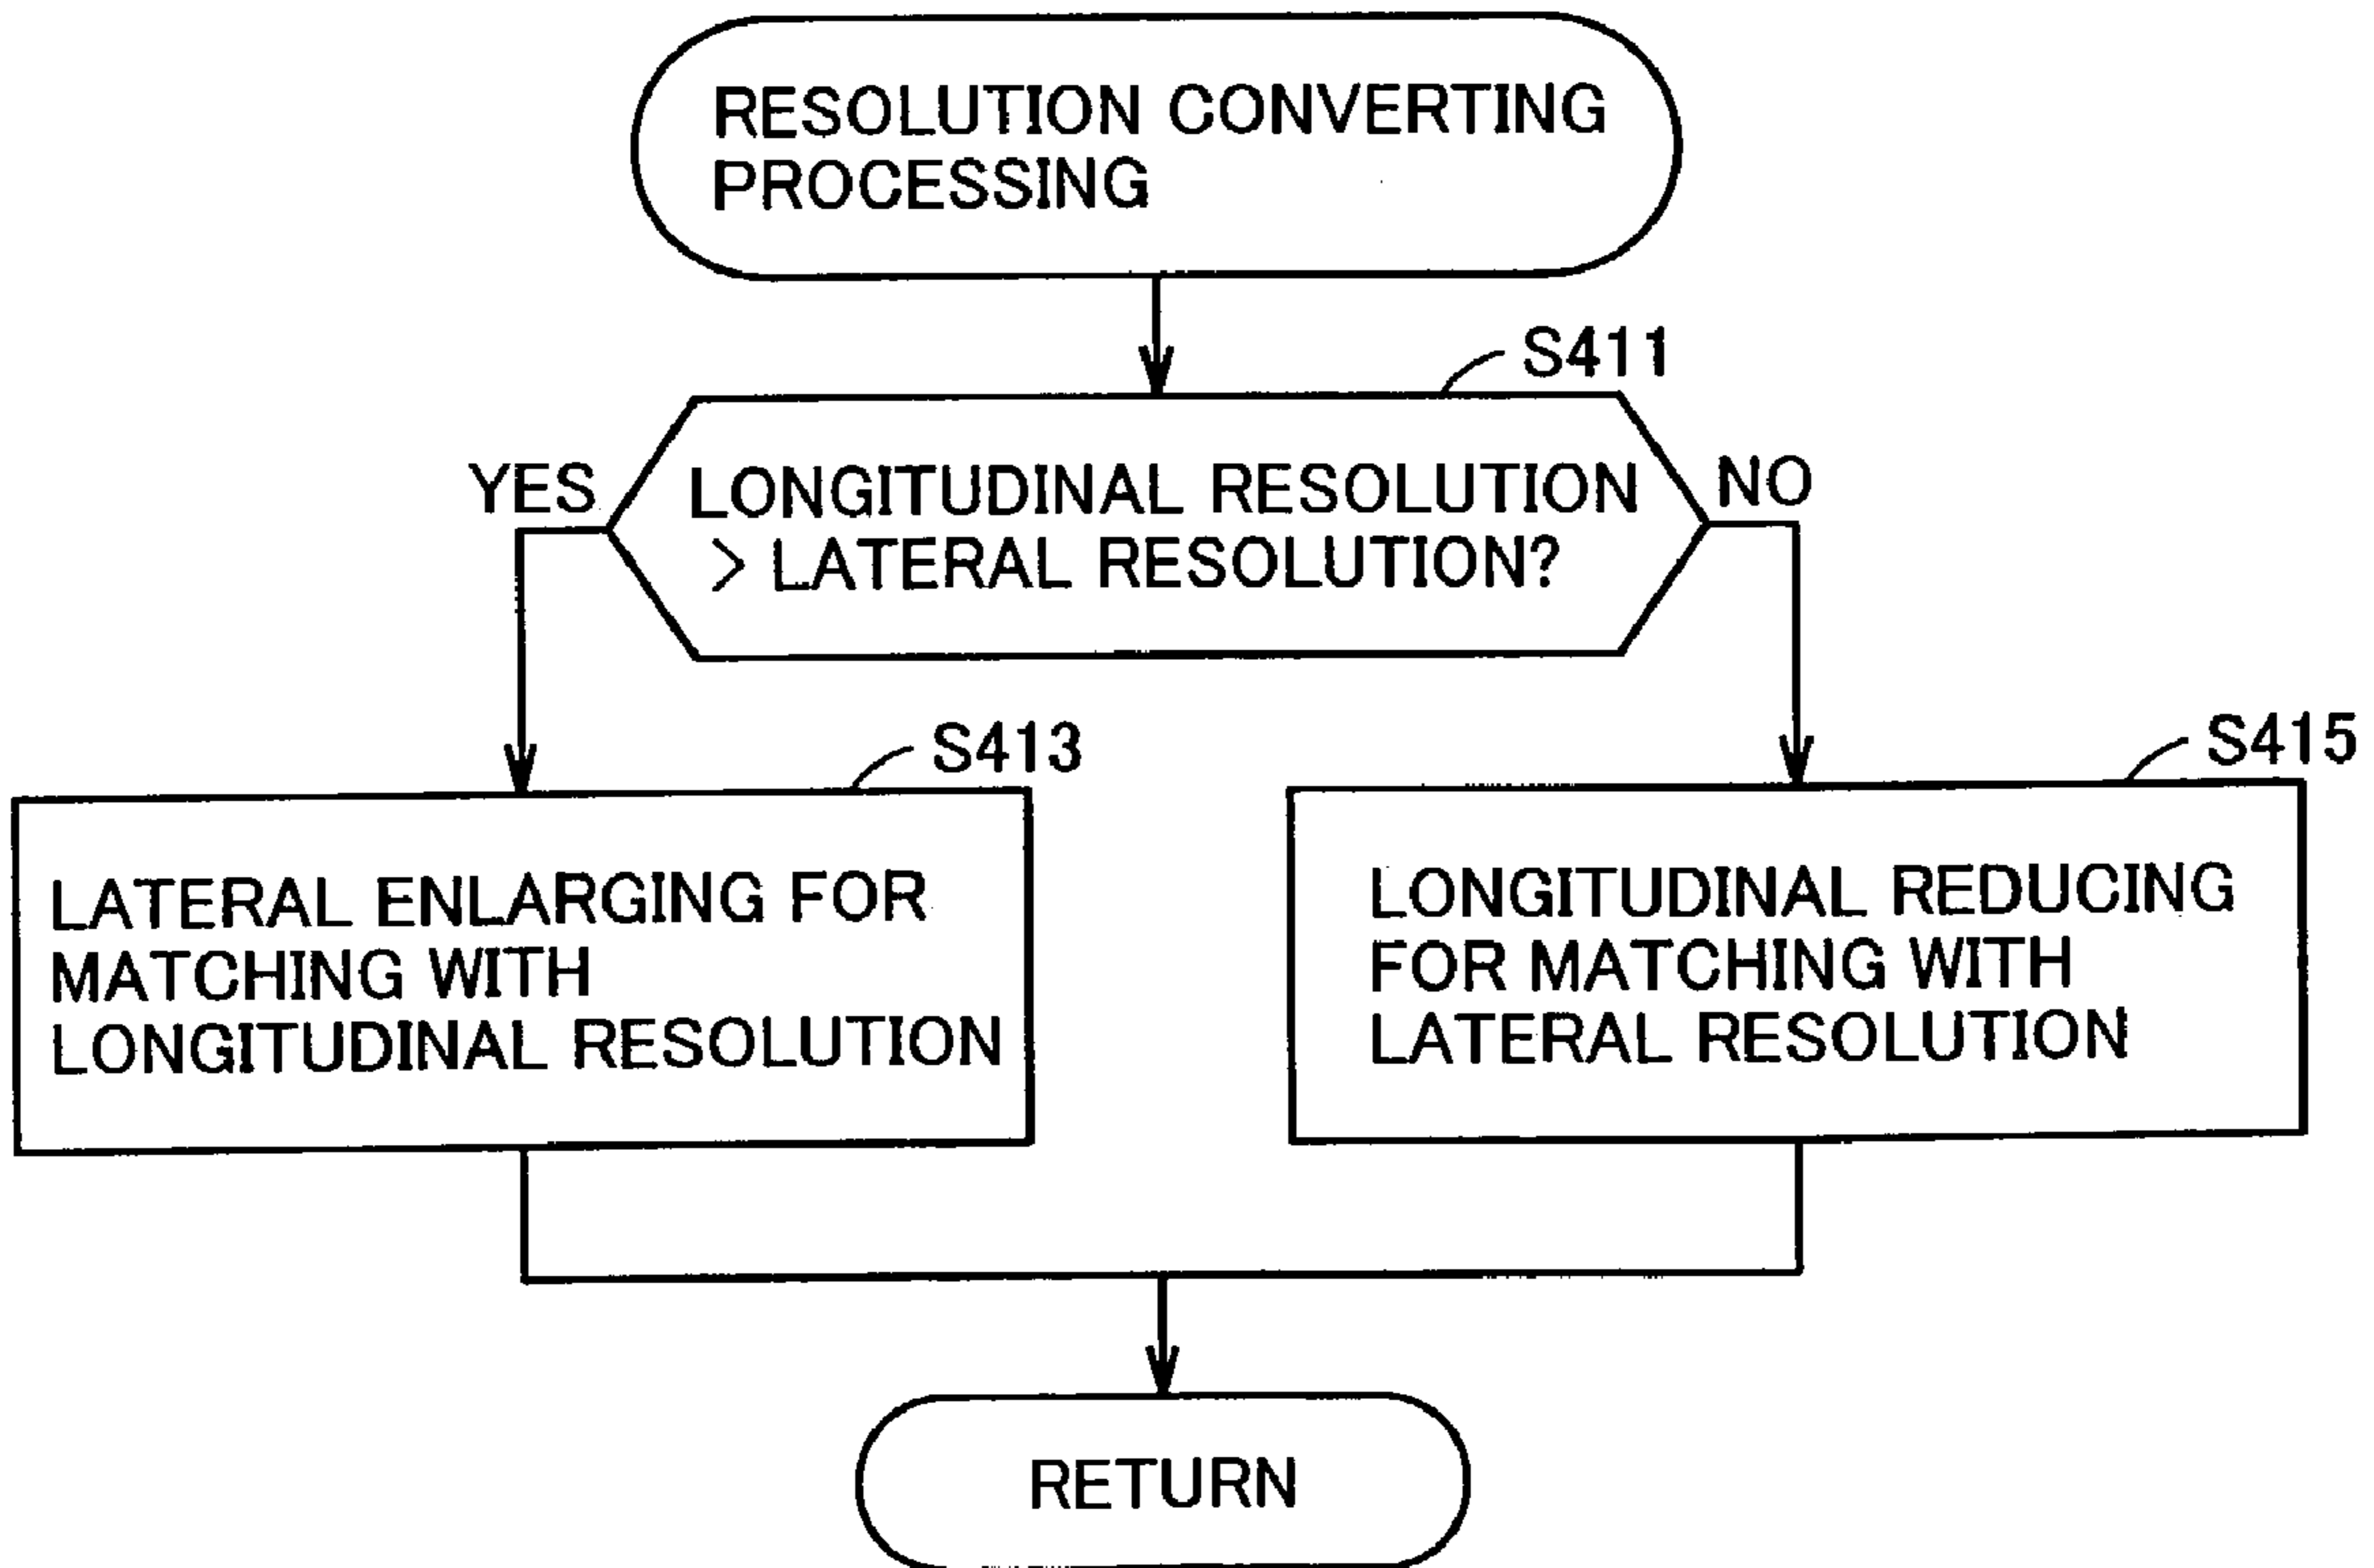 RESOLUTION CONVERTING
PROCESSING
S411
YES
LONGITUDINAL RESOLUTION
> LATERAL RESOLUTION?
NO
S413
LATERAL ENLARGING FOR
MATCHING WITH
LONGITUDINAL RESOLUTION
S415
LONGITUDINAL REDUCING
FOR MATCHING WITH
LATERAL RESOLUTION
RETURN